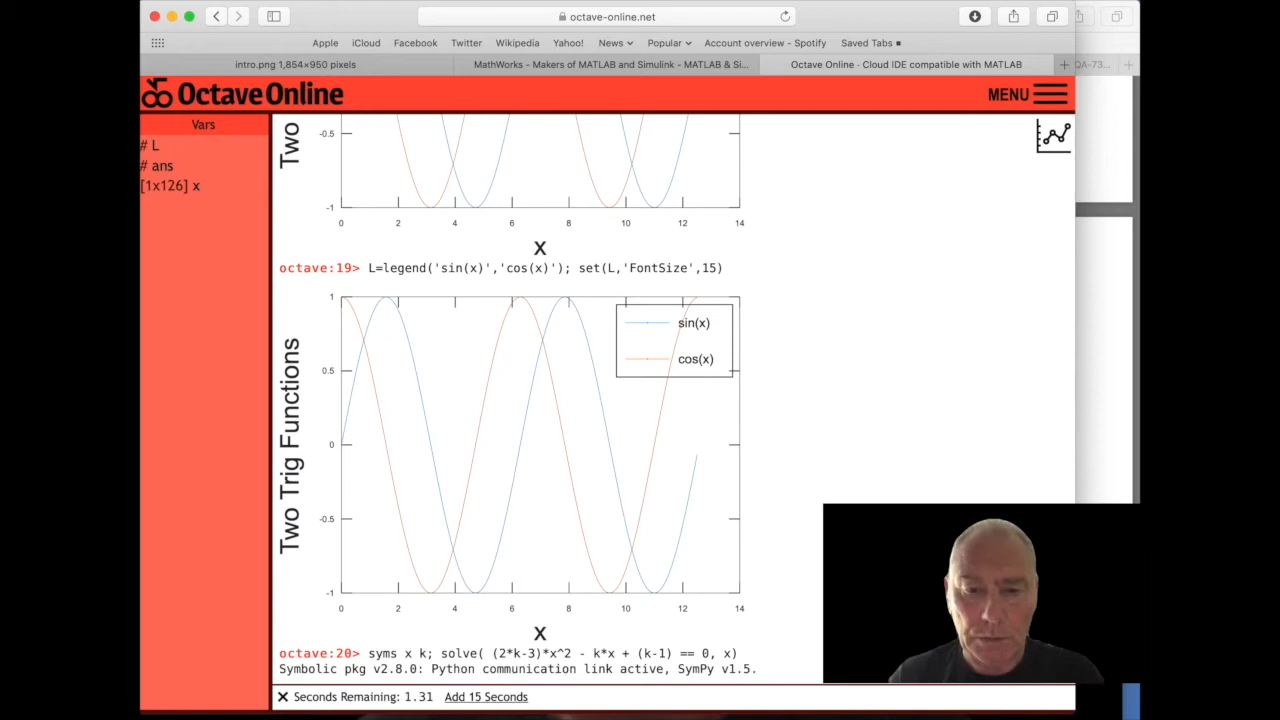 octave-online.net
Apple iCloud Facebook Twitter Wikipedia Yahoo! News Popular Account overview - Spotify Saved Tabs
intro.png 1,854×950 pixels
MathWorks - Makers of MATLAB and Simulink - MATLAB & Si...
Octave Online · Cloud IDE compatible with MATLAB
QA-73...
Octave Online
MENU
Vars
# L
# ans
[1x126] x
Two
-0.5
-1
0 2 4 6 8 10 12 14
X
octave:19> L=legend('sin(x)','cos(x)'); set(L,'FontSize',15)
Two Trig Functions
1
0.5
0
-0.5
-1
sin(x)
cos(x)
0 2 4 6 8 10 12 14
X
octave:20> syms x k; solve( (2*k-3)*x^2 - k*x + (k-1) == 0, x)
Symbolic pkg v2.8.0: Python communication link active, SymPy v1.5.
Seconds Remaining: 1.31 Add 15 Seconds